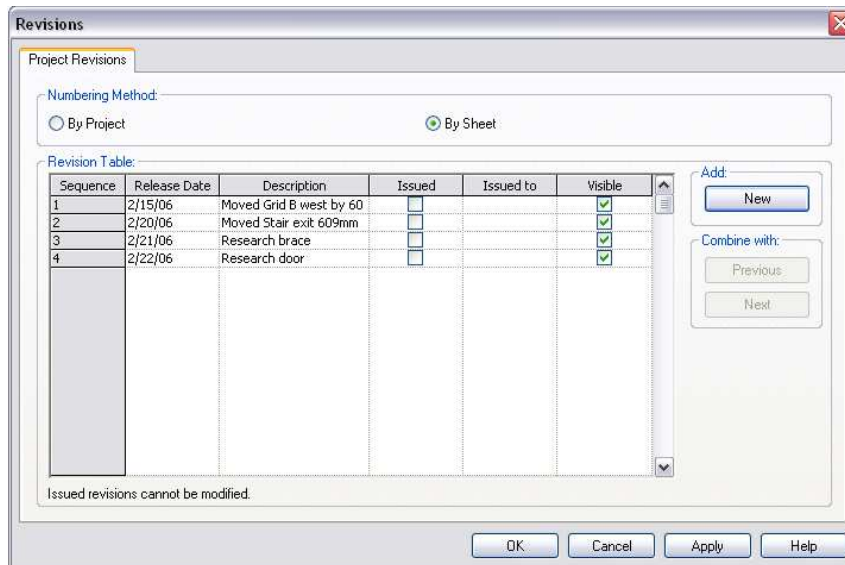 Revisions
Project Revisions
Numbering Method:
By Project By Sheet
Revision Table:
Sequence Release Date Description Issued Issued to Visible
1 2/15/06 Moved Grid B west by 60
2 2/20/06 Moved Stair exit 609mm
3 2/21/06 Research brace
4 2/22/06 Research door
Add:
New
Combine with:
Previous
Next
Issued revisions cannot be modified.
OK Cancel Apply Help